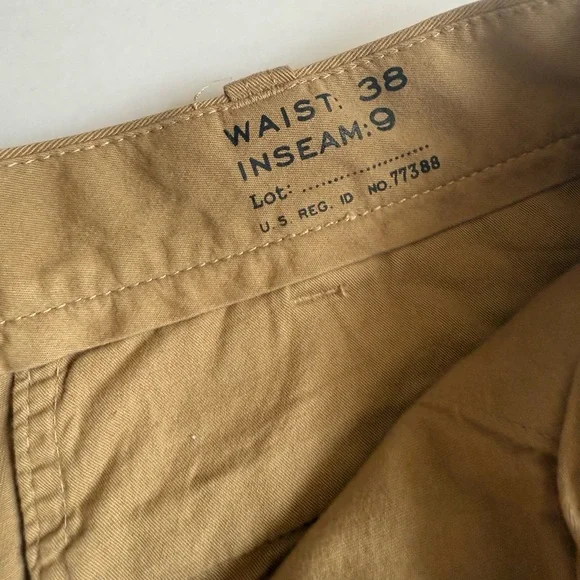 WAIST: 38
INSEAM:9
Lot: ......................
U.S. REG. ID NO.77388